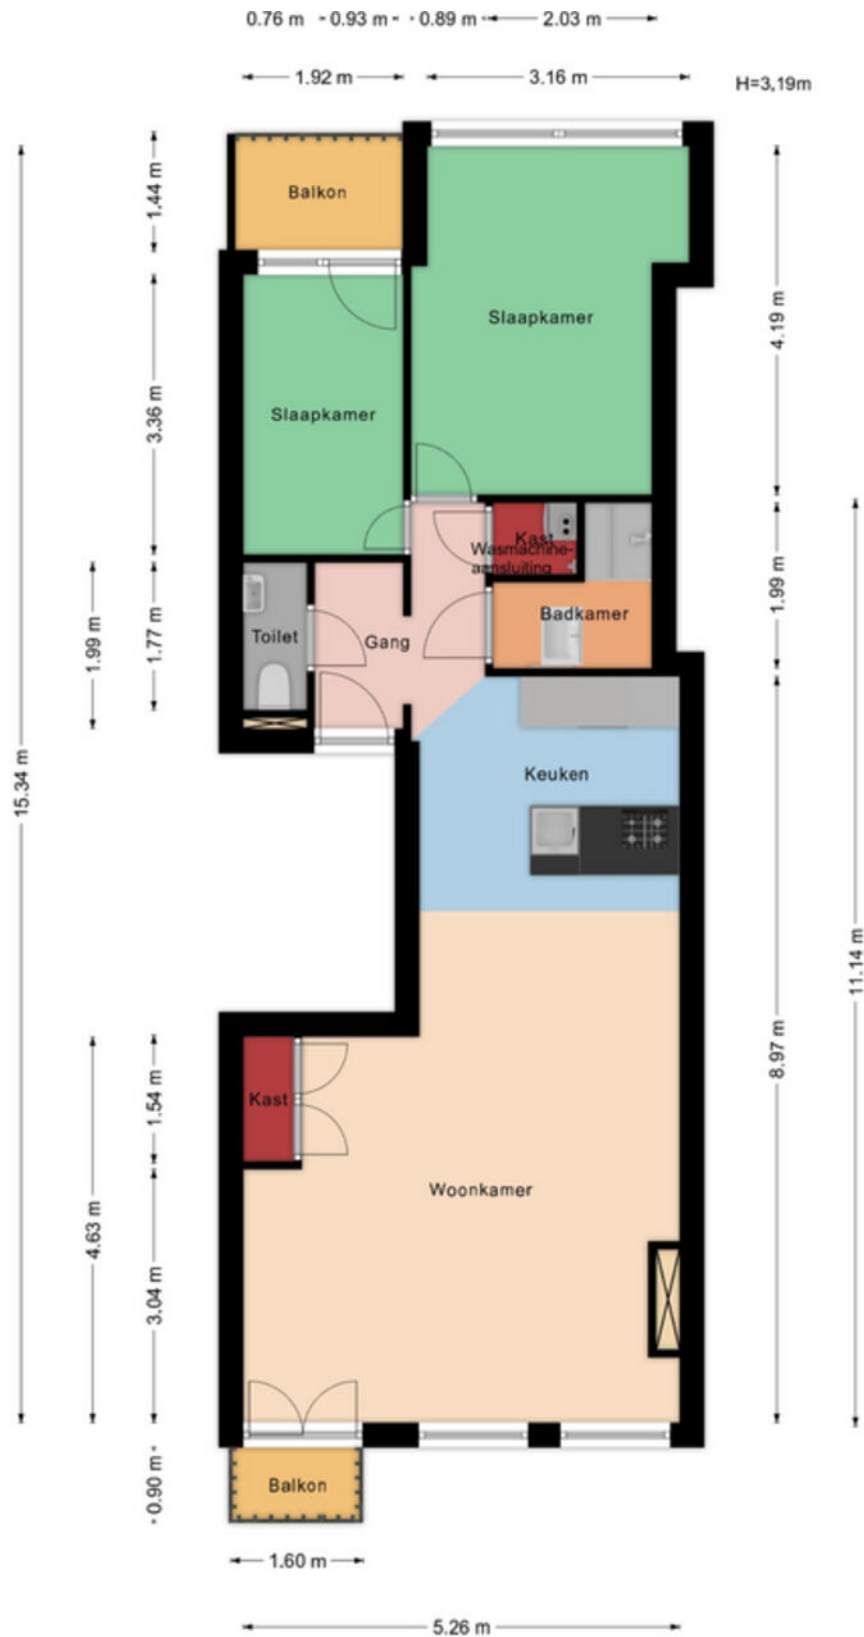 0.76 m 0.93 m 0.89 m 2.03 m
1.92 m 3.16 m
H=3,19m
1.44 m
Balkon
4.19 m
Slaapkamer
3.36 m
Slaapkamer
Kast
Wasmachine-
aansluiting
1.99 m
Badkamer
1.99 m
1.77 m
Toilet
Gang
15.34 m
Keuken
11.14 m
8.97 m
1.54 m
Kast
4.63 m
Woonkamer
3.04 m
0.90 m
Balkon
1.60 m
5.26 m